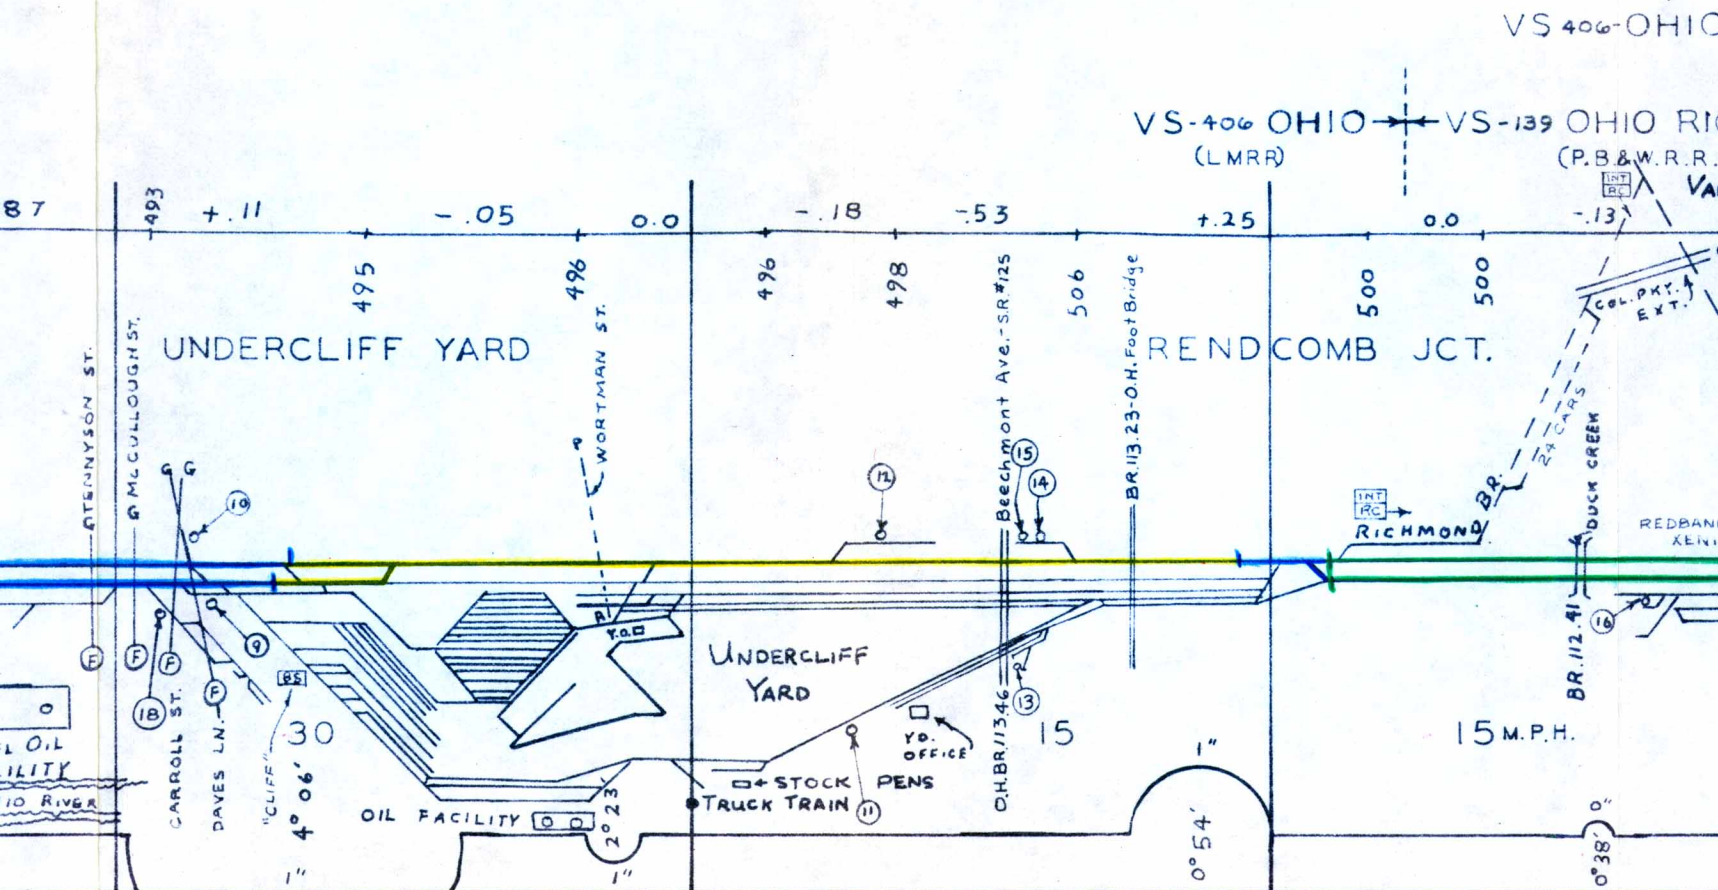 VS 406-OHIO
VS-406 OHIO
VS-139 OHIO
(LMRR)
(P.B.&W.R.R.
INT
RC
87
493
+.11
-.05
0.0
-.18
-.53
+.25
0.0
-.13
495
496
496
498
506
500
500
UNDERCLIFF YARD
RENDCOMB JCT.
TENNYSON ST.
McCULLOUGH ST.
WORTMAN ST.
Beechmont Ave.-S.R.#125
BR.113.23-O.H.Foot Bridge
COL. PKY.
EXT.
24 CARS
DUCK CREEK
G G
10
12
15
14
INT
RC
RICHMOND BR.
REDBAN
XENI
R
Y.O.
F
F
F
F
9
18
BS
UNDERCLIFF
YARD
13
16
BR.112.41
L OIL
ILITY
IO RIVER
CARROLL ST.
DAVES LN.
"CLIFF"
30
4° 06'
1"
OIL FACILITY
2° 23'
1"
STOCK PENS
TRUCK TRAIN
11
YD.
OFFICE
O.H.BR.113.46
15
1"
0° 54'
15 M.P.H.
0"
0° 38'